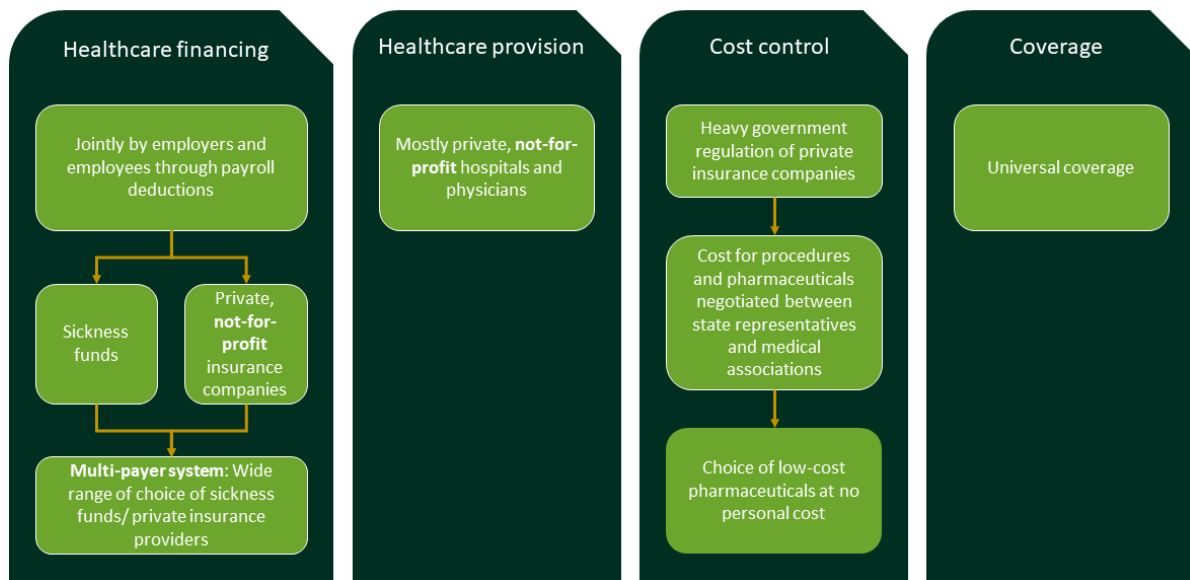 Healthcare financing
Jointly by employers and
employees through payroll
deductions
Sickness
funds
Private,
not-for-
profit
insurance
companies
Multi-payer system: Wide
range of choice of sickness
funds/ private insurance
providers
Healthcare provision
Mostly private, not-for-
profit hospitals and
physicians
Cost control
Heavy government
regulation of private
insurance companies
Cost for procedures
and pharmaceuticals
negotiated between
state representatives
and medical
associations
Choice of low-cost
pharmaceuticals at no
personal cost
Coverage
Universal coverage